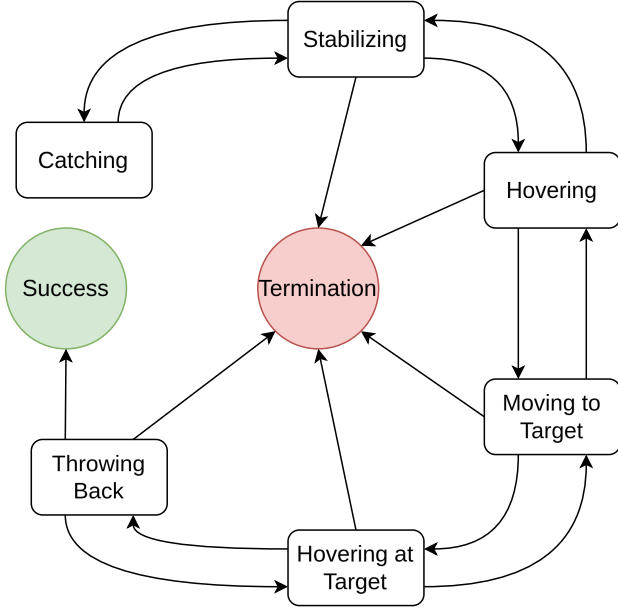 Stabilizing
Catching
Hovering
Success
Termination
Moving to
Target
Throwing
Back
Hovering at
Target